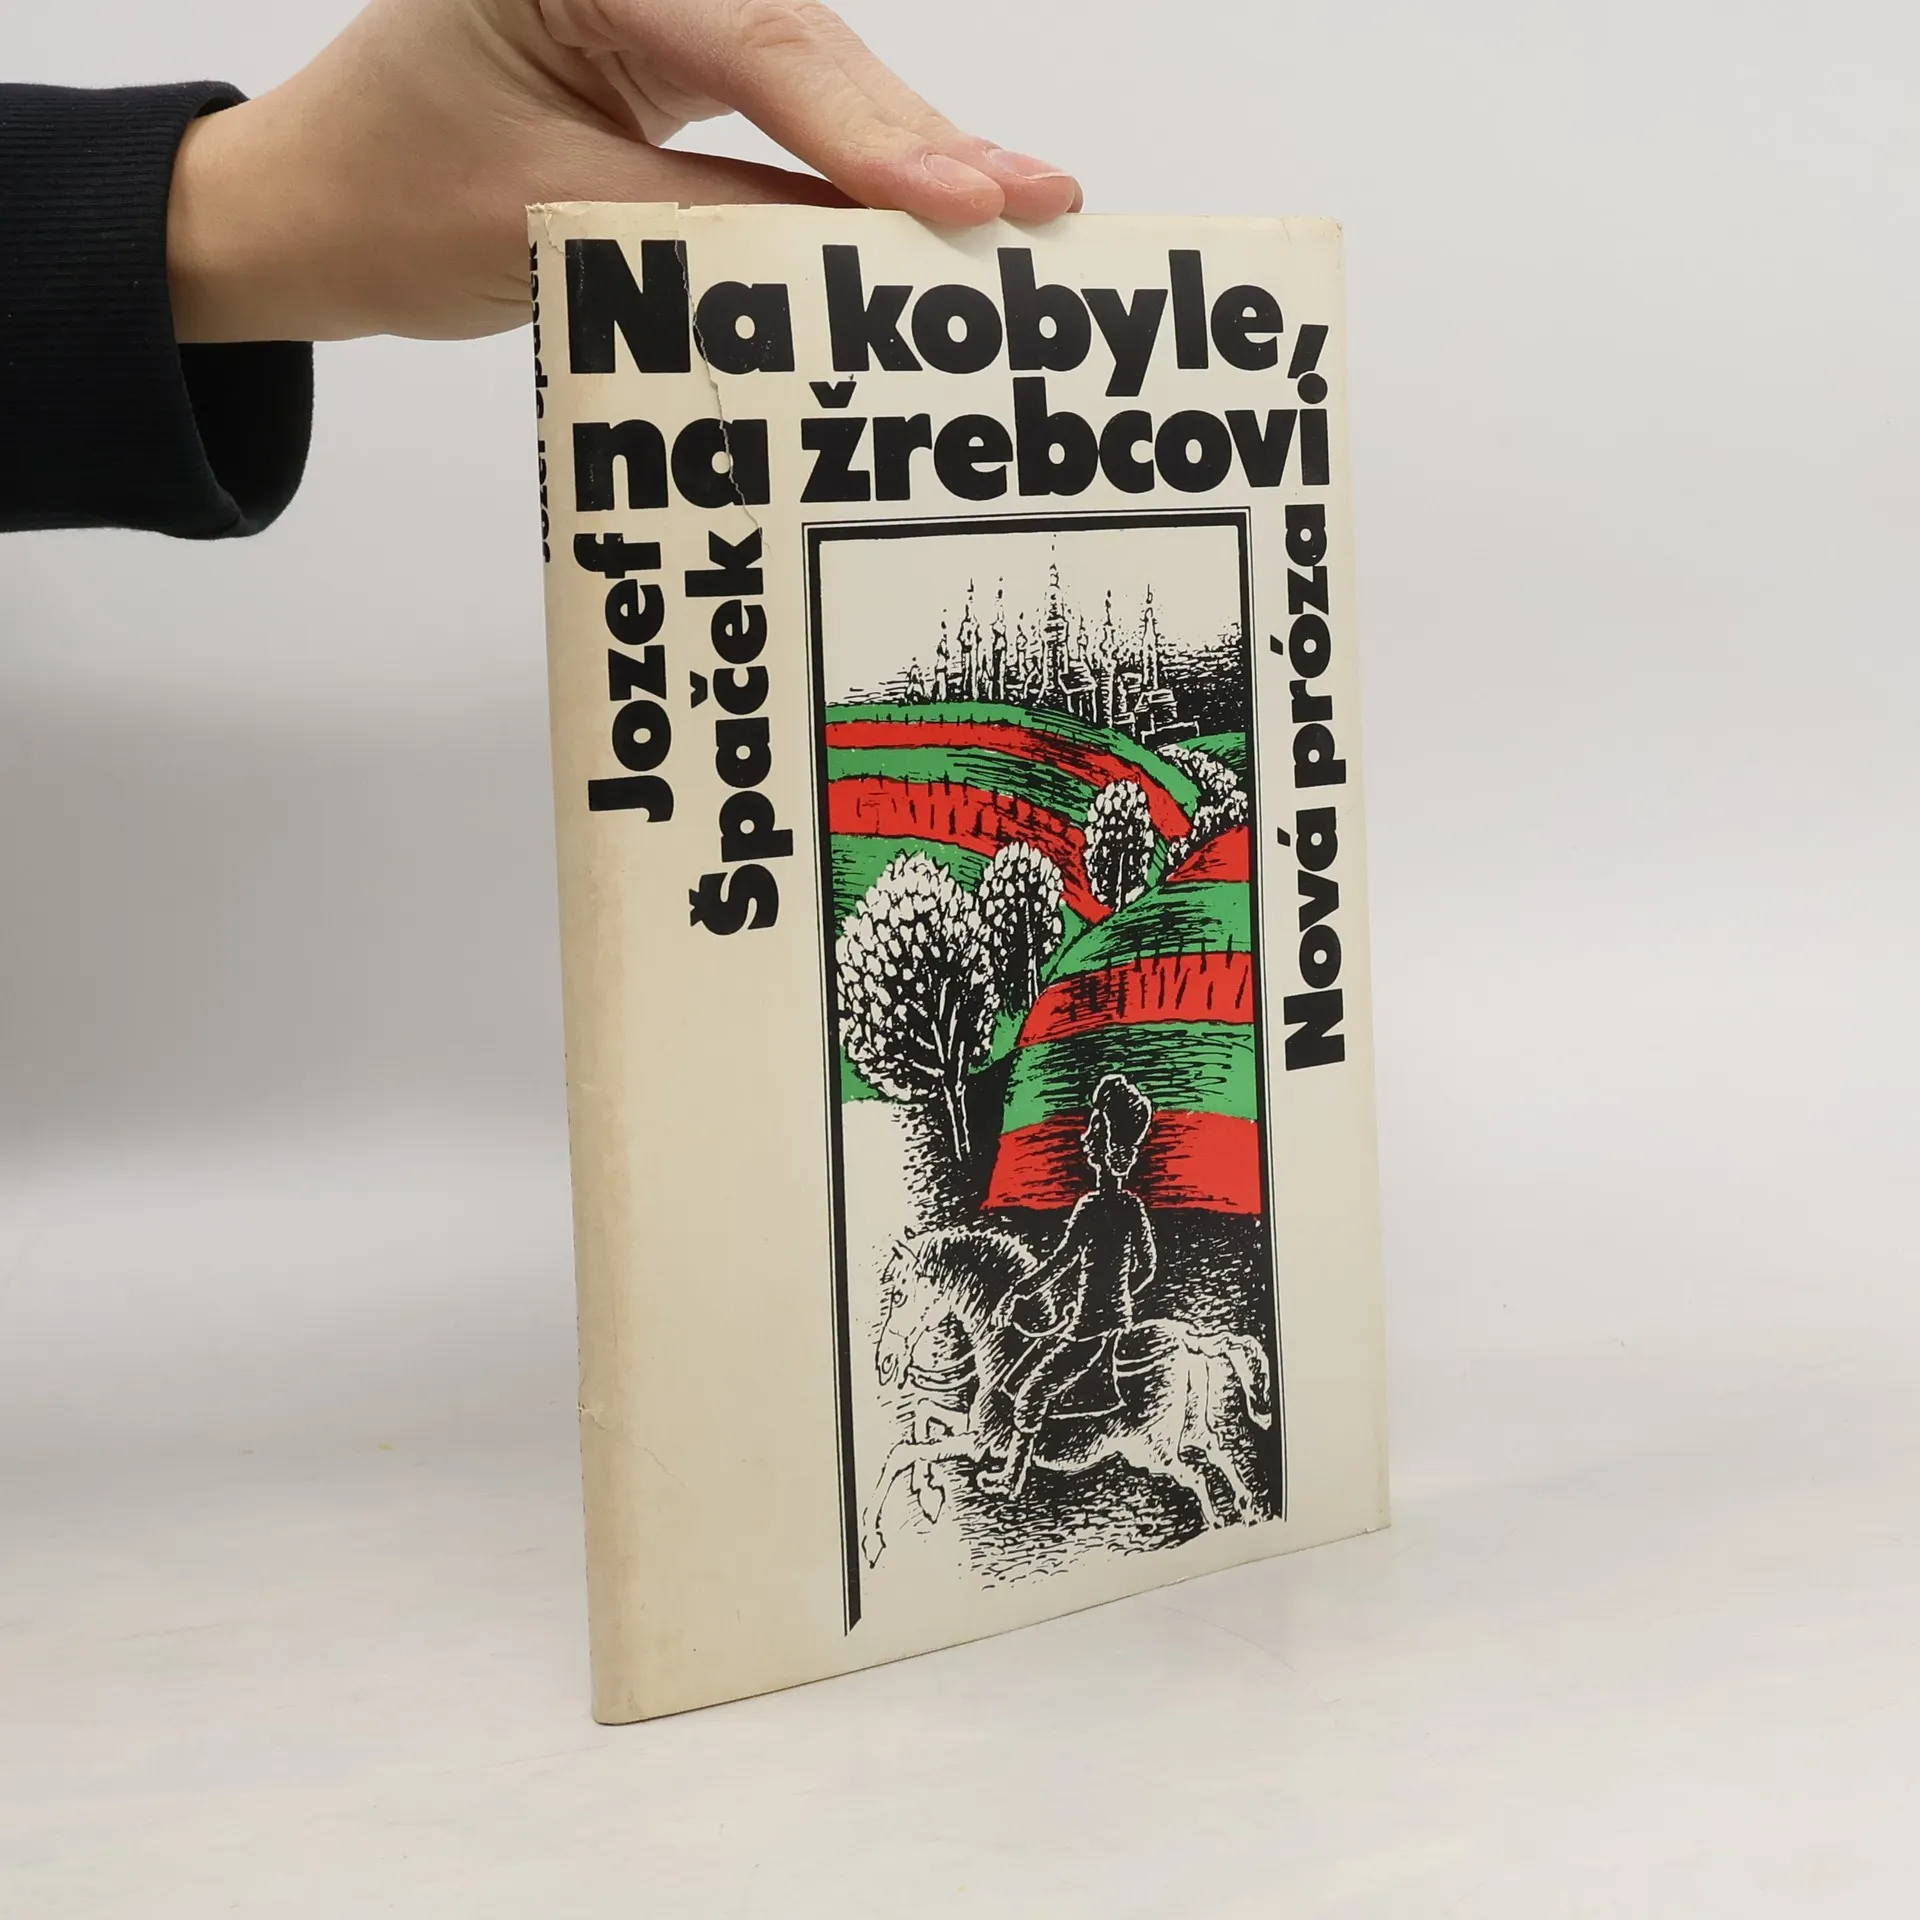 Na kobyle,
na žrebcovi
Jozef
Špaček
Nová próza
Jozef Špaček